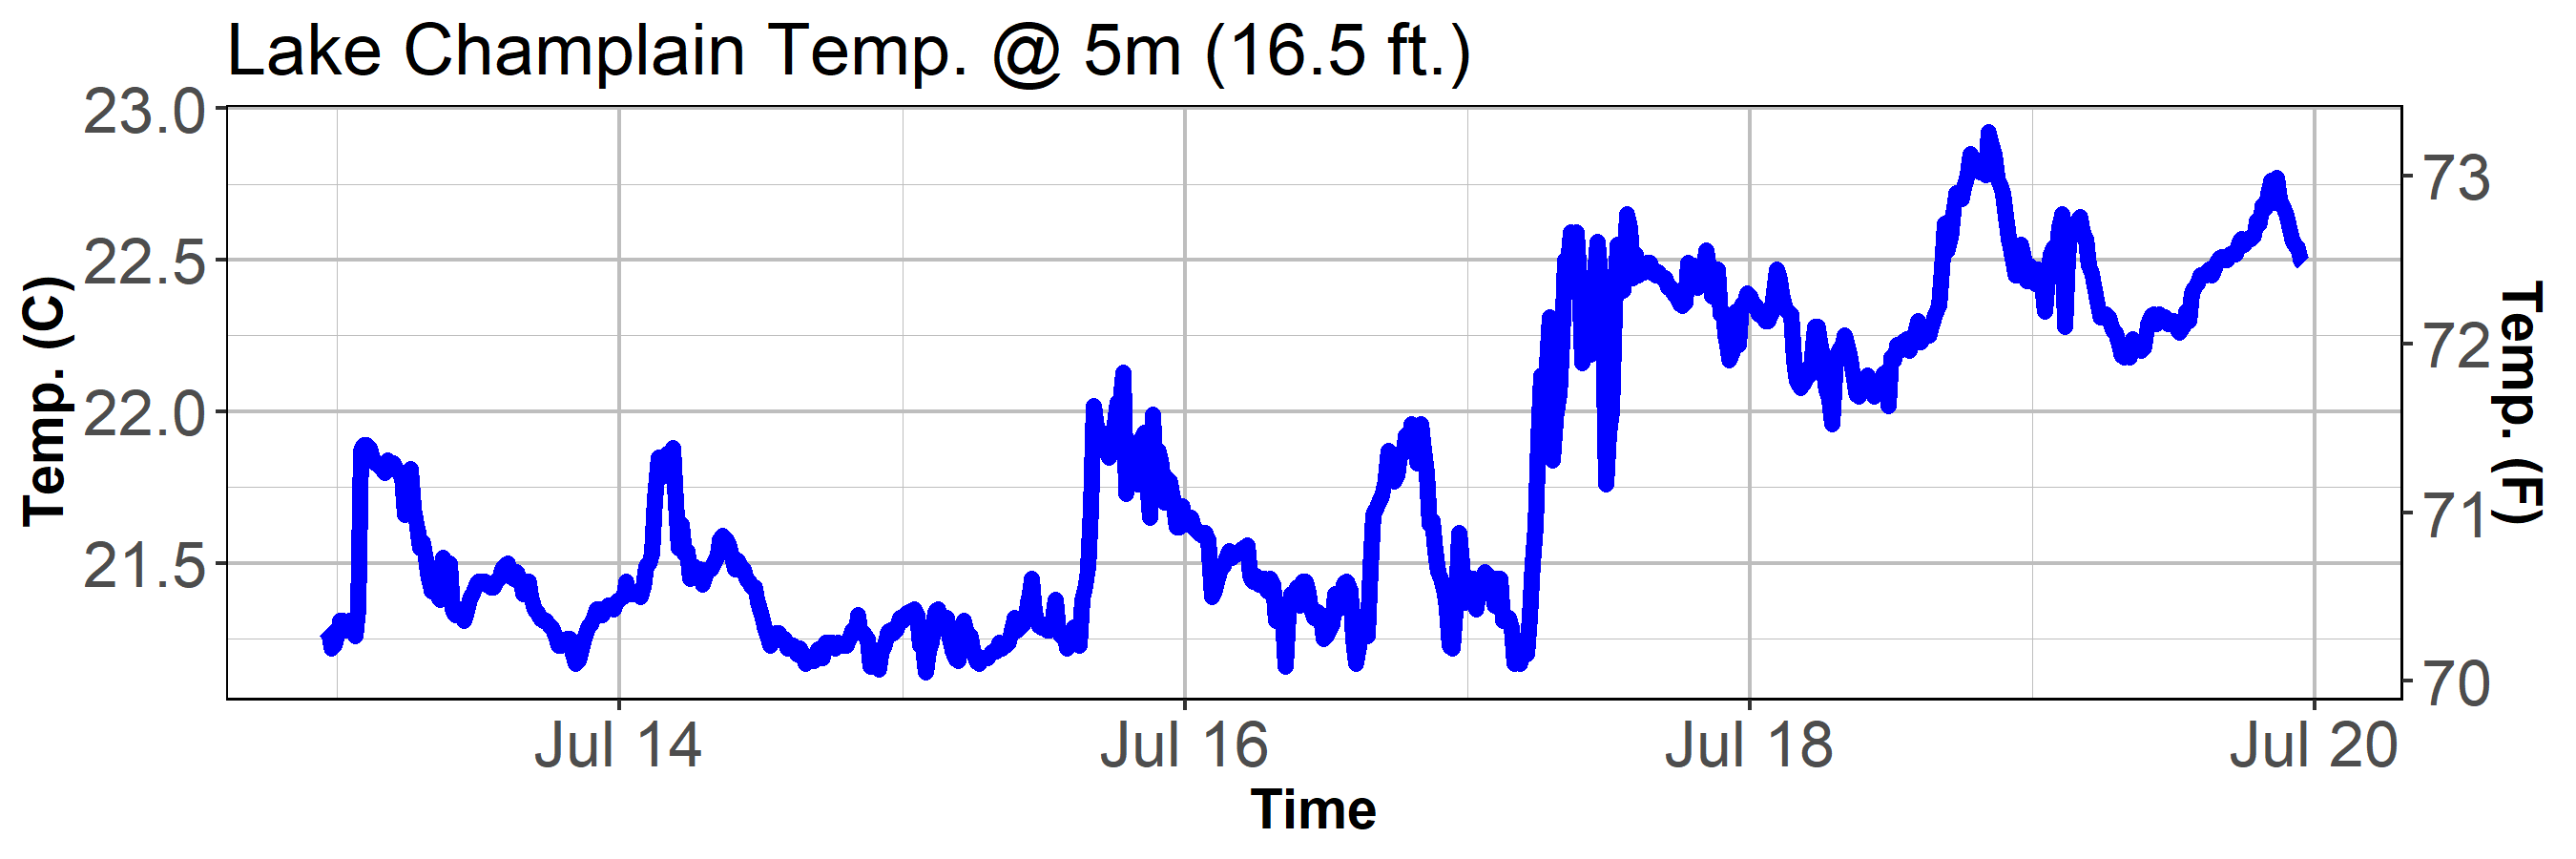 Lake Champlain Temp. @ 5m (16.5 ft.)
23.0
22.5
22.0
21.5
Temp. (C)
73
72
71
70
Temp. (F)
Jul 14 Jul 16 Jul 18 Jul 20
Time